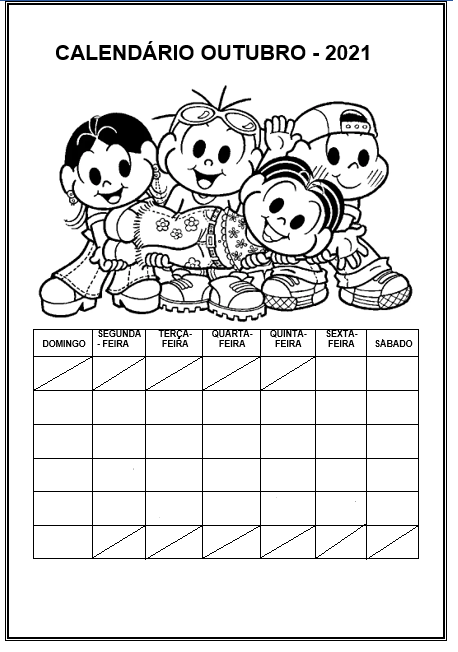 CALENDÁRIO OUTUBRO - 2021
DOMINGO
SEGUNDA
- FEIRA
TERÇA-
FEIRA
QUARTA-
FEIRA
QUINTA-
FEIRA
SEXTA-
FEIRA
SÁBADO